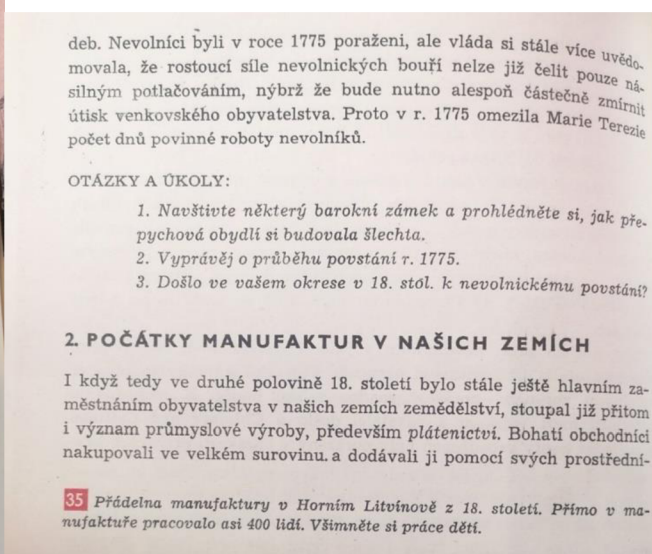 deb. Nevolníci byli v roce 1775 poraženi, ale vláda si stále více uvědo-
movala, že rostoucí síle nevolnických bouří nelze již čelit pouze ná-
silným potlačováním, nýbrž že bude nutno alespoň částečně zmírnit
útisk venkovského obyvatelstva. Proto v r. 1775 omezila Marie Terezie
počet dnů povinné roboty nevolníků.
OTÁZKY A ÚKOLY:
1. Navštivte některý barokní zámek a prohlédněte si, jak pře-
pychová obydlí si budovala šlechta.
2. Vyprávěj o průběhu povstání r. 1775.
3. Došlo ve vašem okrese v 18. stol. k nevolnickému povstání?
2. POČÁTKY MANUFAKTUR V NAŠICH ZEMÍCH
I když tedy ve druhé polovině 18. století bylo stále ještě hlavním za-
městnáním obyvatelstva v našich zemích zemědělství, stoupal již přitom
i význam průmyslové výroby, především plátenictví. Bohatí obchodníci
nakupovali ve velkém surovinu. a dodávali ji pomocí svých prostřední-
35 Přádelna manufaktury v Horním Litvínově z 18. století. Přímo v ma-
nufaktuře pracovalo asi 400 lidí. Všimněte si práce dětí.